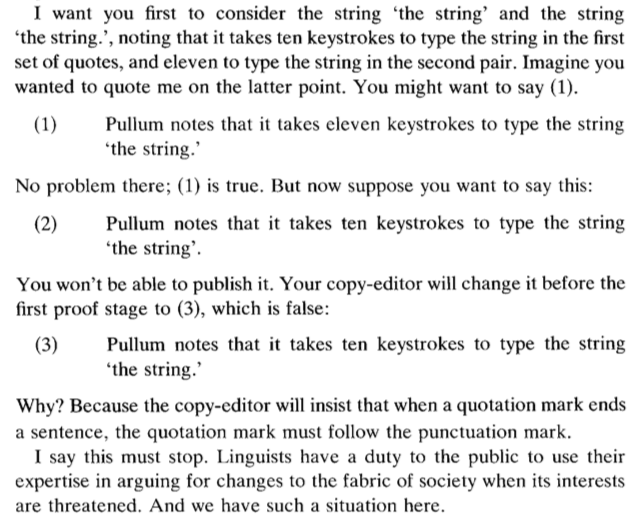 I want you first to consider the string ‘the string’ and the string
‘the string.’, noting that it takes ten keystrokes to type the string in the first
set of quotes, and eleven to type the string in the second pair. Imagine you
wanted to quote me on the latter point. You might want to say (1).
(1) Pullum notes that it takes eleven keystrokes to type the string
‘the string.’
No problem there; (1) is true. But now suppose you want to say this:
(2) Pullum notes that it takes ten keystrokes to type the string
‘the string’.
You won’t be able to publish it. Your copy-editor will change it before the
first proof stage to (3), which is false:
(3) Pullum notes that it takes ten keystrokes to type the string
‘the string.’
Why? Because the copy-editor will insist that when a quotation mark ends
a sentence, the quotation mark must follow the punctuation mark.
I say this must stop. Linguists have a duty to the public to use their
expertise in arguing for changes to the fabric of society when its interests
are threatened. And we have such a situation here.